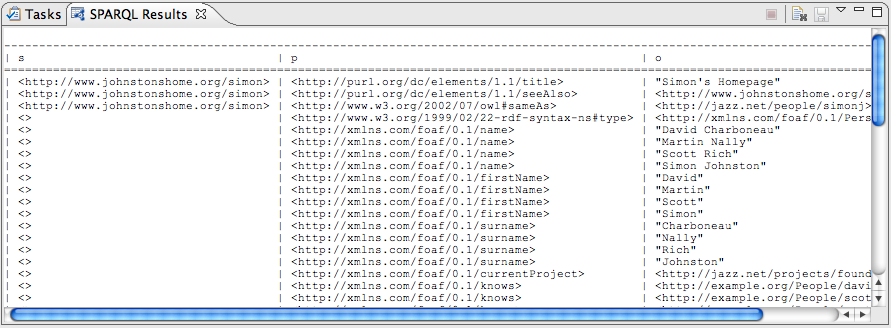 Tasks SPARQL Results
| s | p | o
| <http://www.johnstonshome.org/simon> | <http://purl.org/dc/elements/1.1/title> | "Simon's Homepage"
| <http://www.johnstonshome.org/simon> | <http://purl.org/dc/elements/1.1/seeAlso> | <http://www.johnstonshome.org/s
| <http://www.johnstonshome.org/simon> | <http://www.w3.org/2002/07/owl#sameAs> | <http://jazz.net/people/simonj>
| <> | <http://www.w3.org/1999/02/22-rdf-syntax-ns#type> | <http://xmlns.com/foaf/0.1/Pers
| <> | <http://xmlns.com/foaf/0.1/name> | "David Charboneau"
| <> | <http://xmlns.com/foaf/0.1/name> | "Martin Nally"
| <> | <http://xmlns.com/foaf/0.1/name> | "Scott Rich"
| <> | <http://xmlns.com/foaf/0.1/name> | "Simon Johnston"
| <> | <http://xmlns.com/foaf/0.1/firstName> | "David"
| <> | <http://xmlns.com/foaf/0.1/firstName> | "Martin"
| <> | <http://xmlns.com/foaf/0.1/firstName> | "Scott"
| <> | <http://xmlns.com/foaf/0.1/firstName> | "Simon"
| <> | <http://xmlns.com/foaf/0.1/surname> | "Charboneau"
| <> | <http://xmlns.com/foaf/0.1/surname> | "Nally"
| <> | <http://xmlns.com/foaf/0.1/surname> | "Rich"
| <> | <http://xmlns.com/foaf/0.1/surname> | "Johnston"
| <> | <http://xmlns.com/foaf/0.1/currentProject> | <http://jazz.net/projects/found
| <> | <http://xmlns.com/foaf/0.1/knows> | <http://example.org/People/davi
| <> | <http://xmlns.com/foaf/0.1/knows> | <http://example.org/People/scot